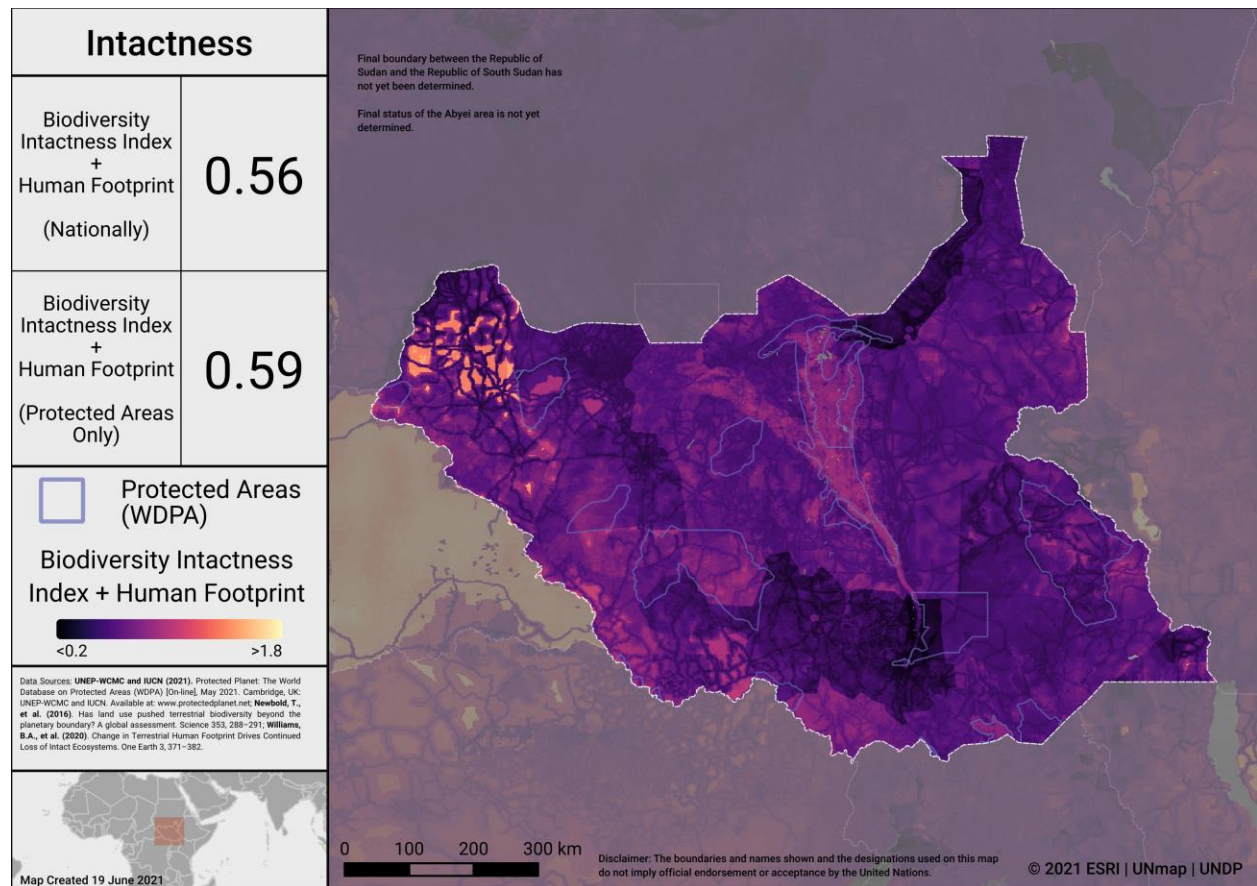 Intactness
Biodiversity
Intactness Index
+
Human Footprint
(Nationally)
0.56
Biodiversity
Intactness Index
+
Human Footprint
(Protected Areas
Only)
0.59
Protected Areas
(WDPA)
Biodiversity Intactness
Index + Human Footprint
<0.2
>1.8
Data Sources: UNEP-WCMC and IUCN (2021). Protected Planet: The World
Database on Protected Areas (WDPA) [On-line], May 2021. Cambridge, UK:
UNEP-WCMC and IUCN. Available at: www.protectedplanet.net; Newbold, T.,
et al. (2016). Has land use pushed terrestrial biodiversity beyond the
planetary boundary? A global assessment. Science 353, 288–291; Williams,
B.A., et al. (2020). Change in Terrestrial Human Footprint Drives Continued
Loss of Intact Ecosystems. One Earth 3, 371–382.
Map Created 19 June 2021
Final boundary between the Republic of
Sudan and the Republic of South Sudan has
not yet been determined.
Final status of the Abyei area is not yet
determined.
0 100 200 300 km
Disclaimer: The boundaries and names shown and the designations used on this map
do not imply official endorsement or acceptance by the United Nations.
© 2021 ESRI | UNmap | UNDP